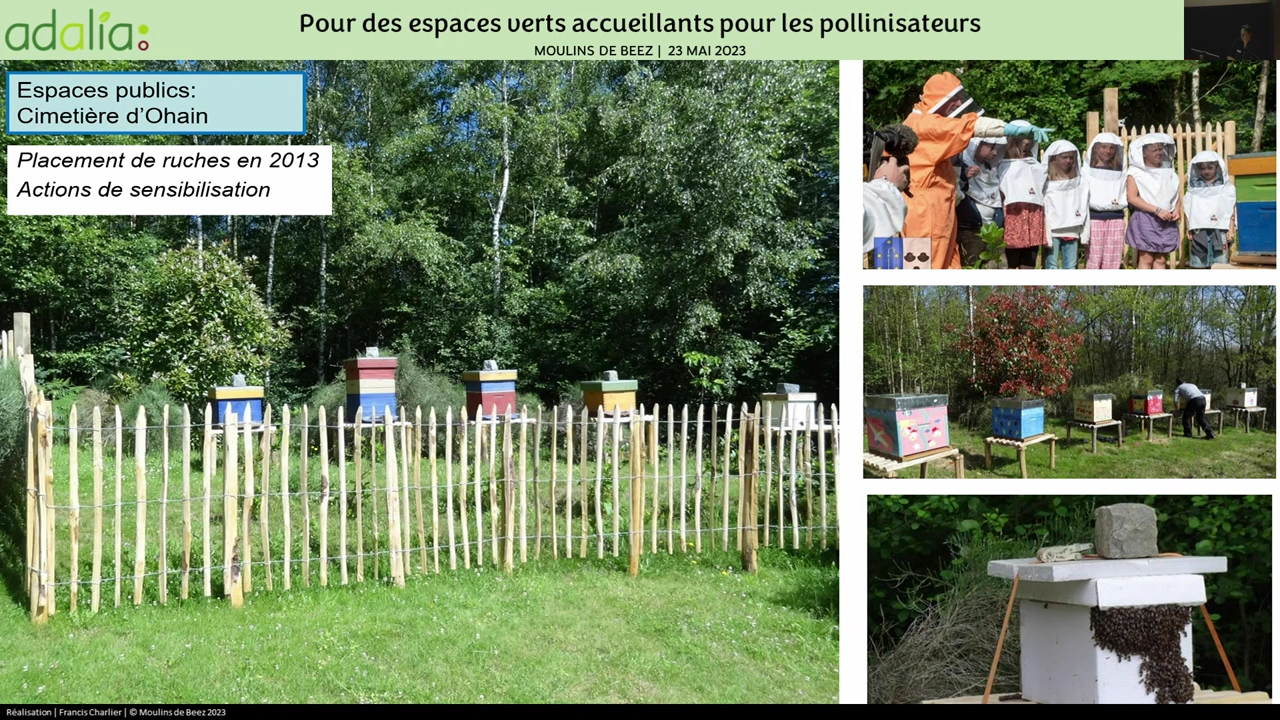 adalia:
Pour des espaces verts accueillants pour les pollinisateurs
MOULINS DE BEEZ | 23 MAI 2023
Espaces publics:
Cimetière d'Ohain
Placement de ruches en 2013
Actions de sensibilisation
Réalisation | Francis Charlier | © Moulins de Beez 2023